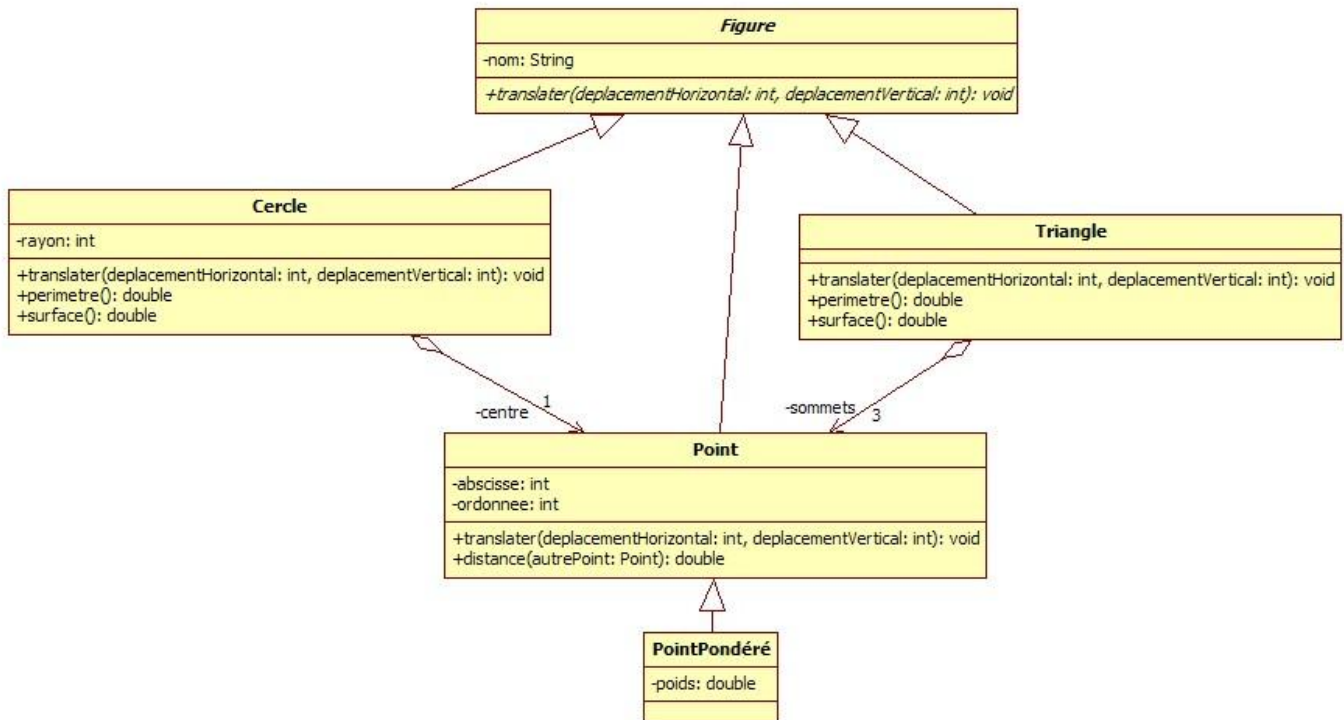 Figure
-nom: String
+translater(deplacementHorizontal: int, deplacementVertical: int): void
Cercle
-rayon: int
+translater(deplacementHorizontal: int, deplacementVertical: int): void
+perimetre(): double
+surface(): double
Triangle
+translater(deplacementHorizontal: int, deplacementVertical: int): void
+perimetre(): double
+surface(): double
-centre
1
-sommets
3
Point
-abscisse: int
-ordonnee: int
+translater(deplacementHorizontal: int, deplacementVertical: int): void
+distance(autrePoint: Point): double
PointPondéré
-poids: double